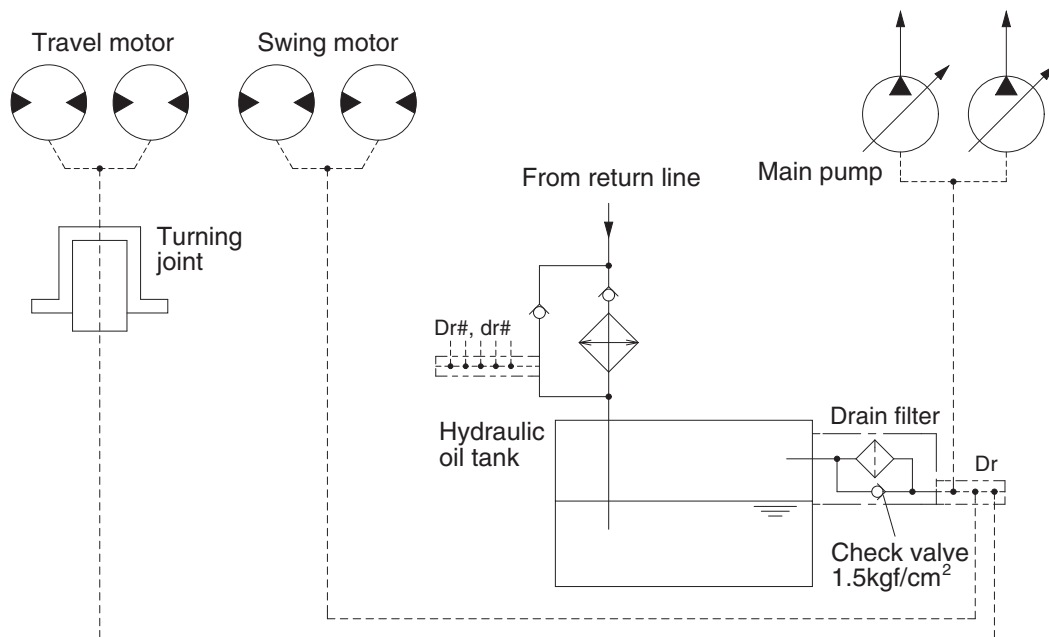 Travel motor
Swing motor
Main pump
From return line
Turning
joint
Dr#, dr#
Hydraulic
oil tank
Drain filter
Dr
Check valve
1.5kgf/cm²